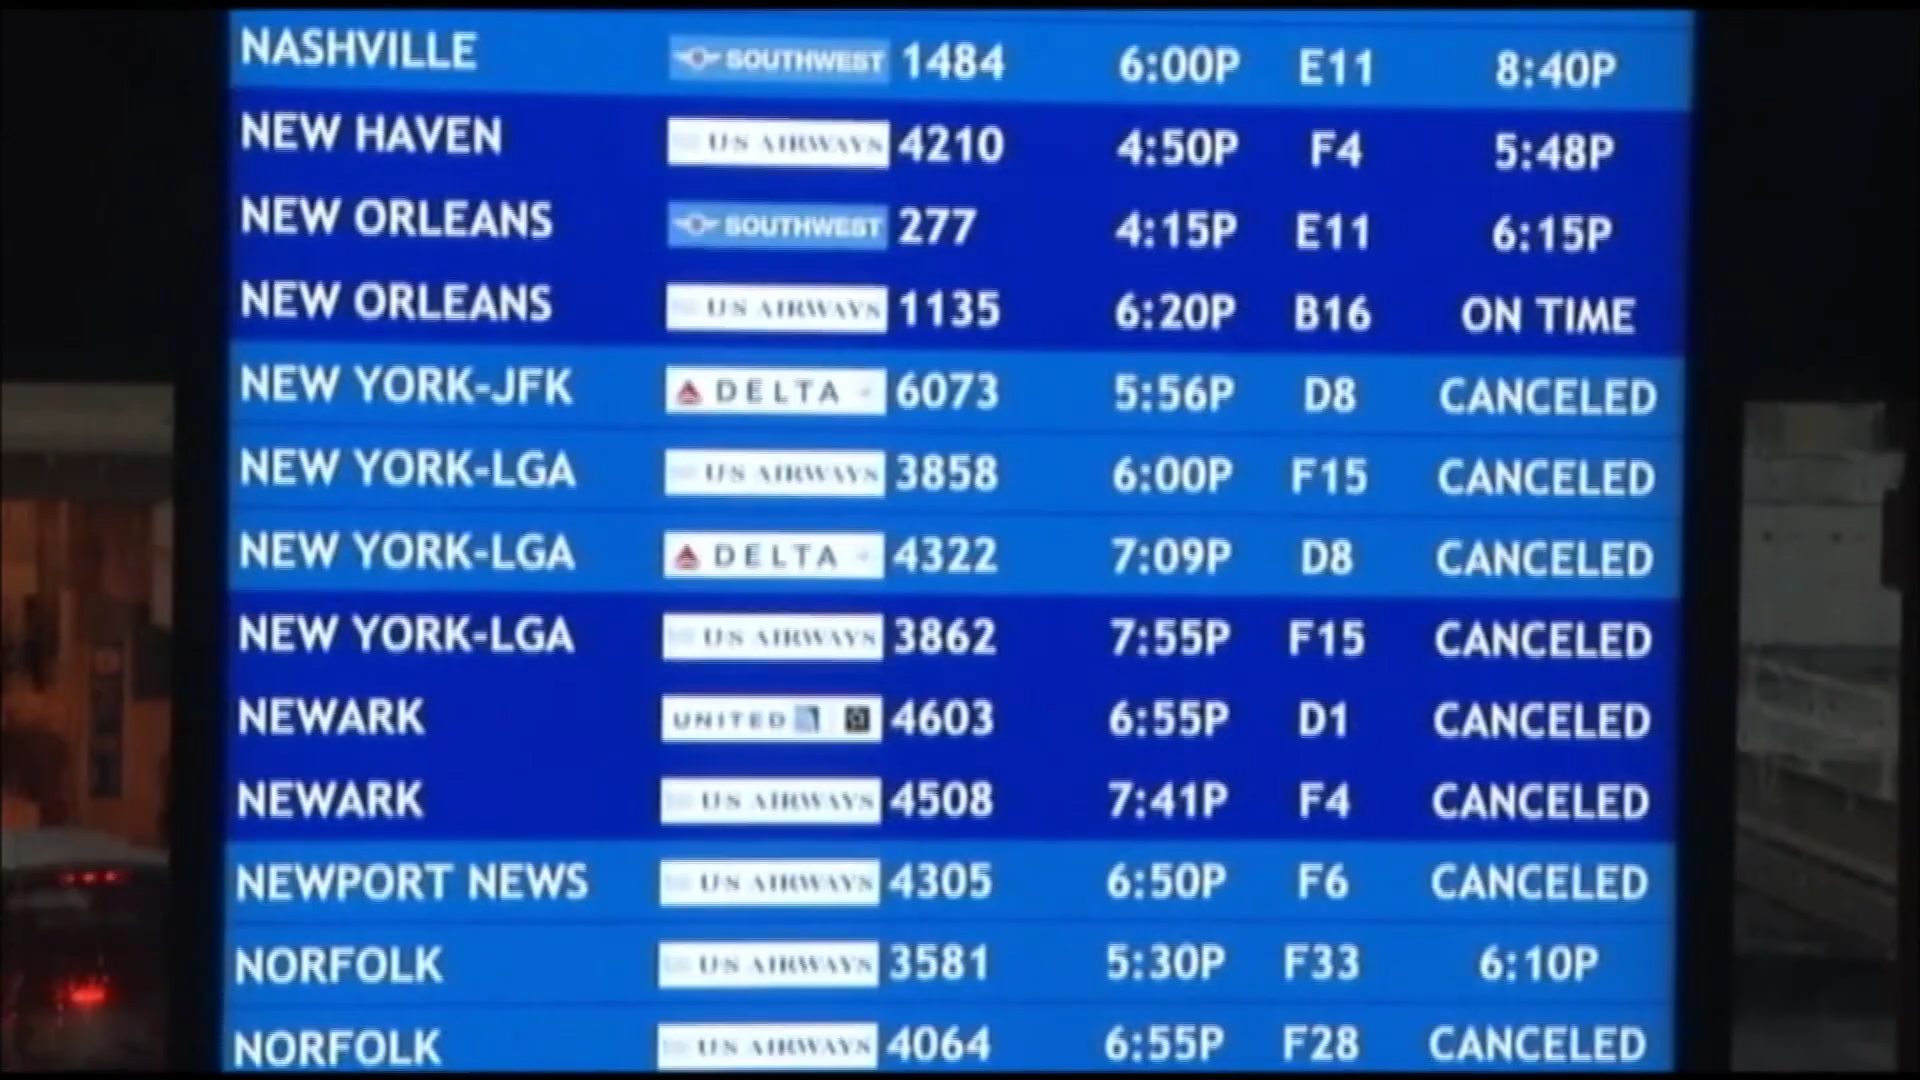 NASHVILLE SOUTHWEST 1484 6:00P E11 8:40P
NEW HAVEN US AIRWAYS 4210 4:50P F4 5:48P
NEW ORLEANS SOUTHWEST 277 4:15P E11 6:15P
NEW ORLEANS US AIRWAYS 1135 6:20P B16 ON TIME
NEW YORK-JFK DELTA 6073 5:56P D8 CANCELED
NEW YORK-LGA US AIRWAYS 3858 6:00P F15 CANCELED
NEW YORK-LGA DELTA 4322 7:09P D8 CANCELED
NEW YORK-LGA US AIRWAYS 3862 7:55P F15 CANCELED
NEWARK UNITED 4603 6:55P D1 CANCELED
NEWARK US AIRWAYS 4508 7:41P F4 CANCELED
NEWPORT NEWS US AIRWAYS 4305 6:50P F6 CANCELED
NORFOLK US AIRWAYS 3581 5:30P F33 6:10P
NORFOLK US AIRWAYS 4064 6:55P F28 CANCELED